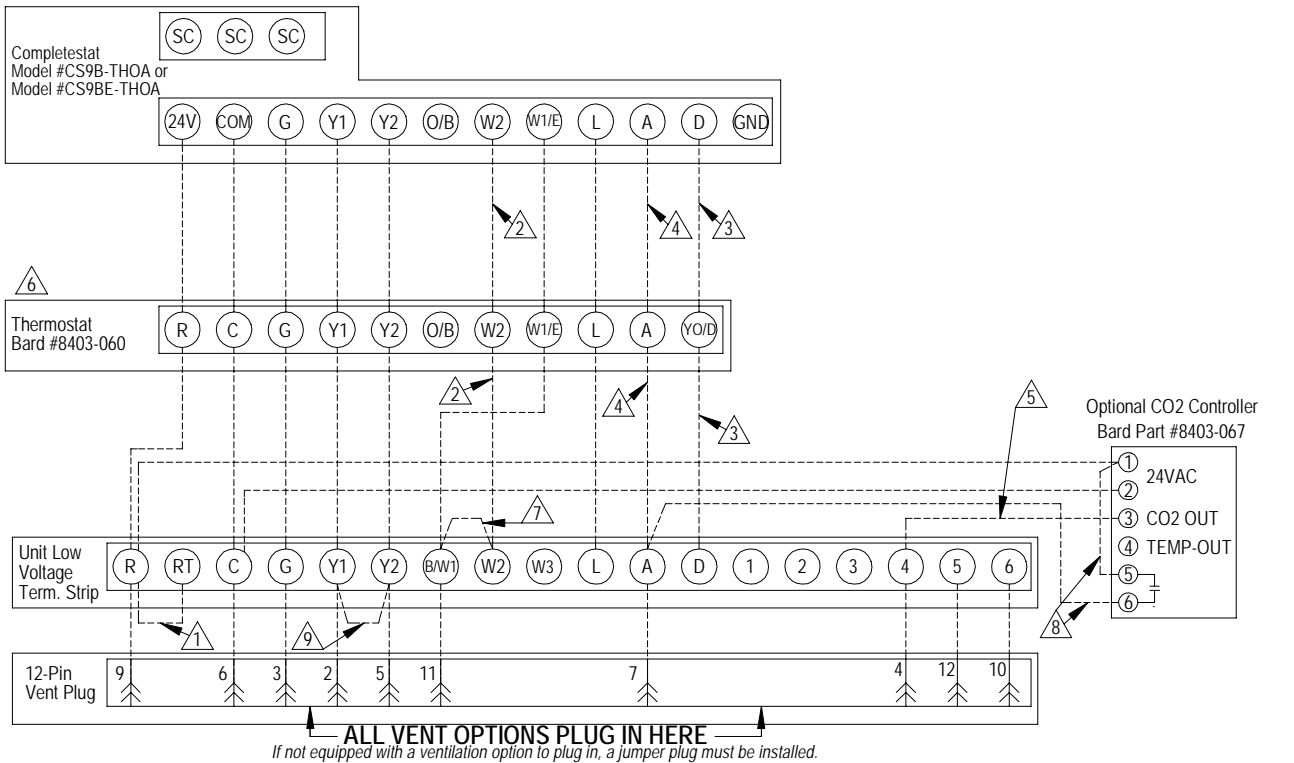 SC SC SC
Completestat
Model #CS9B-THOA or
Model #CS9BE-THOA
24V COM G Y1 Y2 O/B W2 W1/E L A D GND
2 4 3
6
Thermostat
Bard #8403-060
R C G Y1 Y2 O/B W2 W1/E L A YO/D
2 4 3 5
Optional CO2 Controller
Bard Part #8403-067
1 24VAC
2
3 CO2 OUT
4 TEMP-OUT
5
6
7
8
Unit Low
Voltage
Term. Strip
R RT C G Y1 Y2 B/W1 W2 W3 L A D 1 2 3 4 5 6
1 9
12-Pin
Vent Plug
9 6 3 2 5 11 7 4 12 10
ALL VENT OPTIONS PLUG IN HERE
If not equipped with a ventilation option to plug in, a jumper plug must be installed.